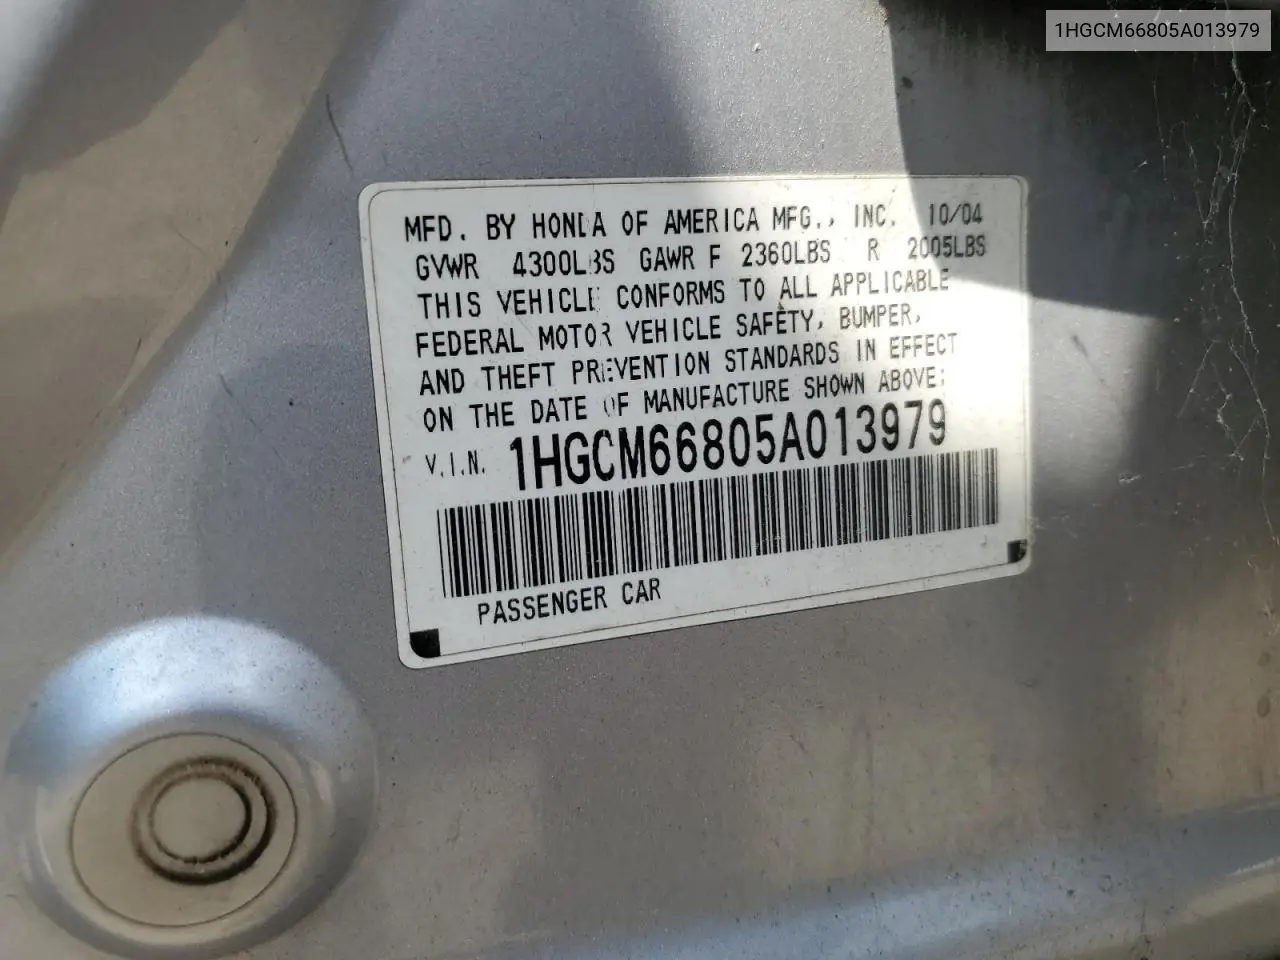 1HGCM66805A013979
MFD. BY HONDA OF AMERICA MFG., INC. 10/04
GVWR 4300LBS GAWR F 2360LBS R 2005LBS
THIS VEHICLE CONFORMS TO ALL APPLICABLE
FEDERAL MOTOR VEHICLE SAFETY, BUMPER,
AND THEFT PREVENTION STANDARDS IN EFFECT
ON THE DATE OF MANUFACTURE SHOWN ABOVE:
V.I.N. 1HGCM66805A013979
PASSENGER CAR